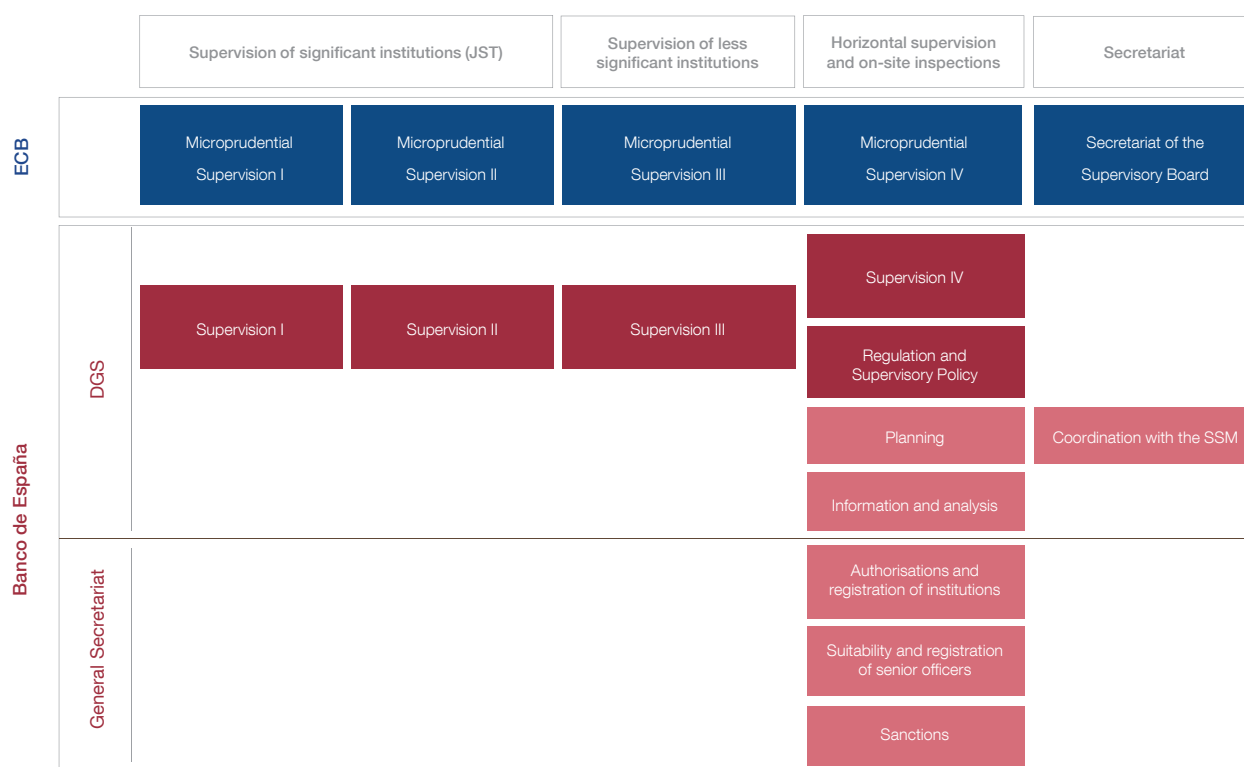 Supervision of significant institutions (JST)
Supervision of less
significant institutions
Horizontal supervision
and on-site inspections
Secretariat
ECB
Microprudential
Supervision I
Microprudential
Supervision II
Microprudential
Supervision III
Microprudential
Supervision IV
Secretariat of the
Supervisory Board
Banco de España
DGS
Supervision I
Supervision II
Supervision III
Supervision IV
Regulation and
Supervisory Policy
Planning
Coordination with the SSM
Information and analysis
General Secretariat
Authorisations and
registration of institutions
Suitability and registration
of senior officers
Sanctions